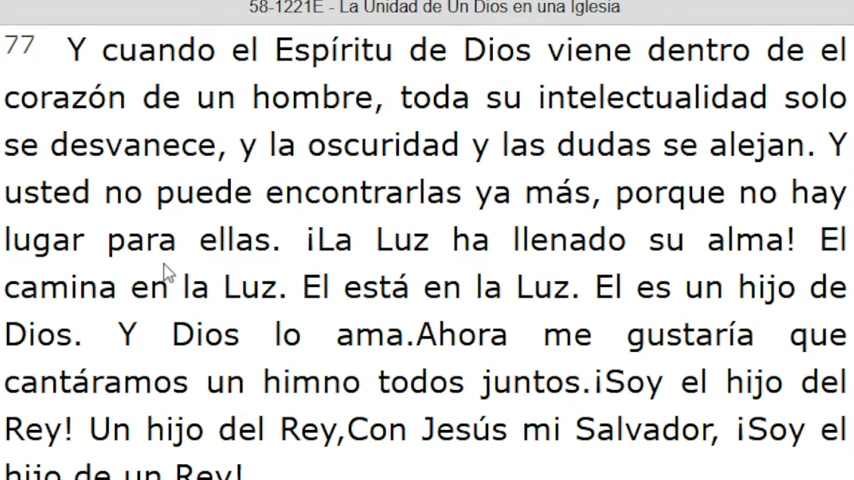 58-1221E - La Unidad de Un Dios en una Iglesia
77 Y cuando el Espíritu de Dios viene dentro de el
corazón de un hombre, toda su intelectualidad solo
se desvanece, y la oscuridad y las dudas se alejan. Y
usted no puede encontrarlas ya más, porque no hay
lugar para ellas. ¡La Luz ha llenado su alma! El
camina en la Luz. El está en la Luz. El es un hijo de
Dios. Y Dios lo ama.Ahora me gustaría que
cantáramos un himno todos juntos.¡Soy el hijo del
Rey! Un hijo del Rey,Con Jesús mi Salvador, ¡Soy el
hijo de un Rey!